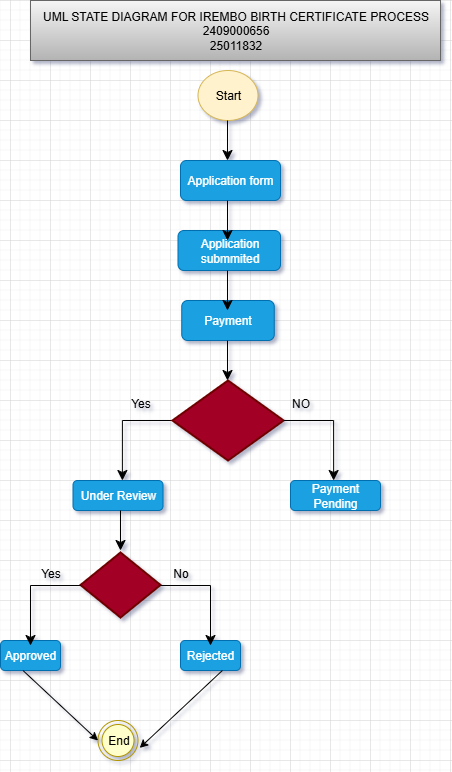 UML STATE DIAGRAM FOR IREMBO BIRTH CERTIFICATE PROCESS
2409000656
25011832
Start
Application form
Application
submmited
Payment
Yes
NO
Under Review
Payment
Pending
Yes
No
Approved
Rejected
End